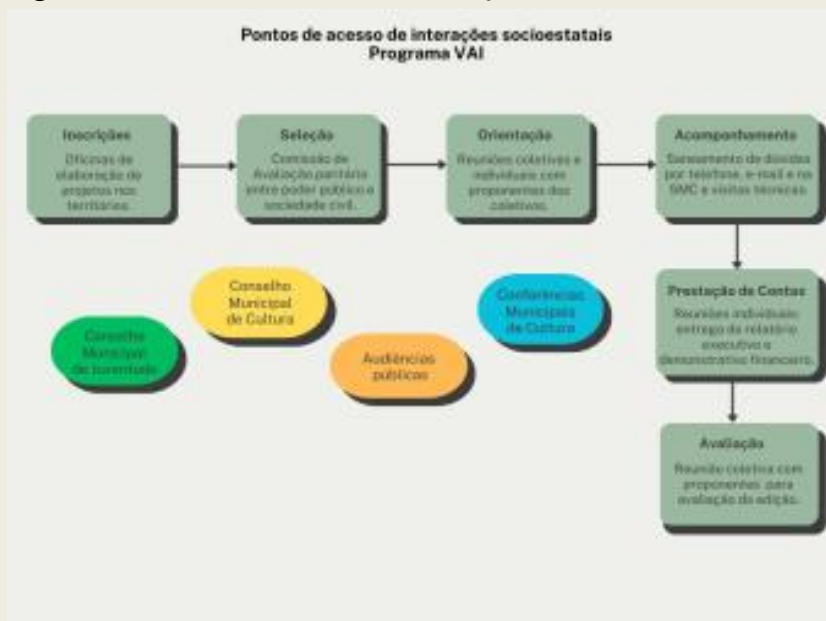 Pontos de acesso de interações socioestatais
Programa VAI
Inscrições
Oficinas de
elaboração de
projetos nos
territórios.
Seleção
Comissão de
Avaliação paritária
entre poder público e
sociedade civil.
Orientação
Reuniões coletivas e
individuais com
proponentes dos
coletivos.
Acompanhamento
Saneamento de dúvidas
por telefone, e-mail e na
SMC e visitas técnicas.
Prestação de Contas
Reuniões individuais
entrega do relatório
executivo e
demonstrativo financeiro.
Avaliação
Reunião coletiva com
proponentes para
avaliação da edição.
Conselho
Municipal
de Juventude
Conselho
Municipal
de Cultura
Audiências
públicas
Conferências
Municipais
de Cultura